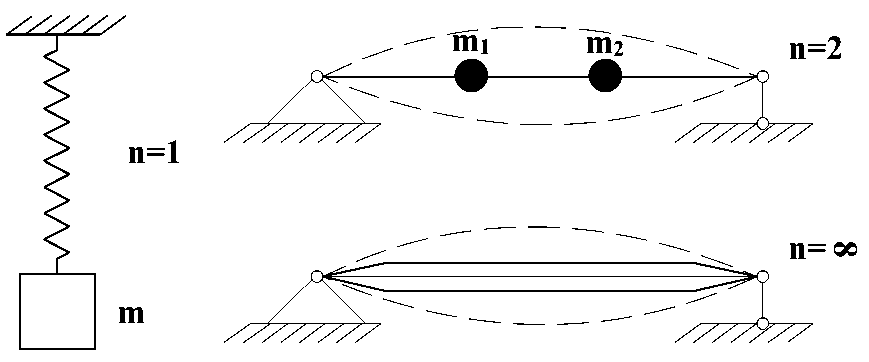 n=1
m
m₁ m₂
n=2
n=∞